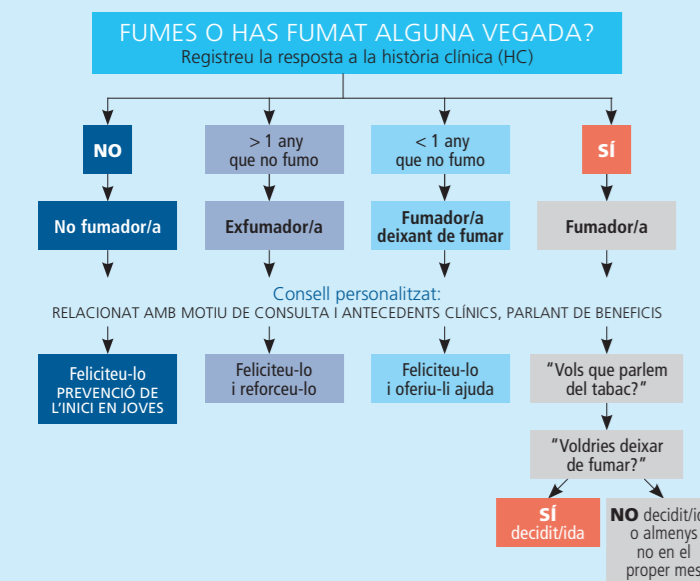 FUMES O HAS FUMAT ALGUNA VEGADA?
Registreu la resposta a la història clínica (HC)
NO
> 1 any
que no fumo
< 1 any
que no fumo
SÍ
No fumador/a
Exfumador/a
Fumador/a
deixant de fumar
Fumador/a
Consell personalitzat:
RELACIONAT AMB MOTIU DE CONSULTA I ANTECEDENTS CLÍNICS, PARLANT DE BENEFICIS
Feliciteu-lo
PREVENCIÓ DE
L'INICI EN JOVES
Feliciteu-lo
i reforceu-lo
Feliciteu-lo
i oferiu-li ajuda
"Vols que parlem
del tabac?"
"Voldries deixar
de fumar?"
SÍ
decidit/ida
NO
o almenys
no en el
proper mes